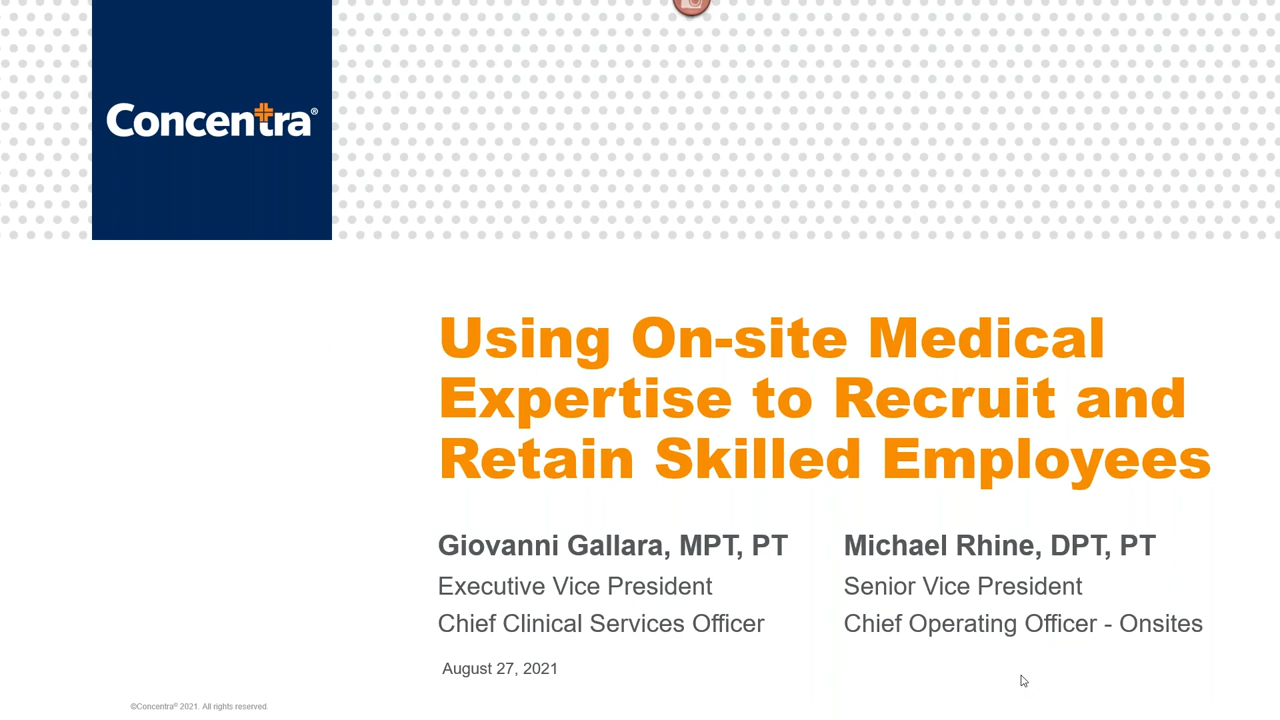 Concentra®
Using On-site Medical
Expertise to Recruit and
Retain Skilled Employees
Giovanni Gallara, MPT, PT
Executive Vice President
Chief Clinical Services Officer
Michael Rhine, DPT, PT
Senior Vice President
Chief Operating Officer - Onsites
August 27, 2021
©Concentra® 2021. All rights reserved.